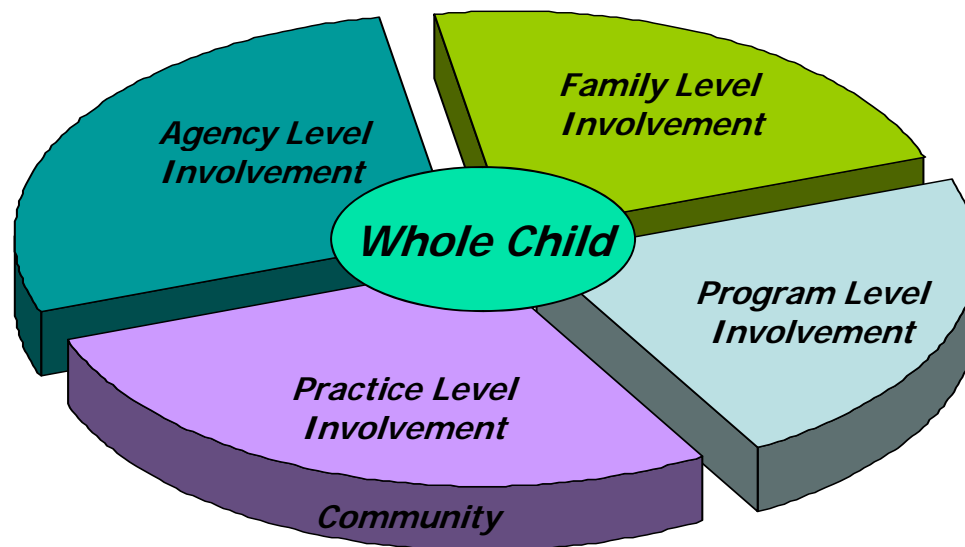 Family Level
Involvement
Agency Level
Involvement
Whole Child
Program Level
Involvement
Practice Level
Involvement
Community